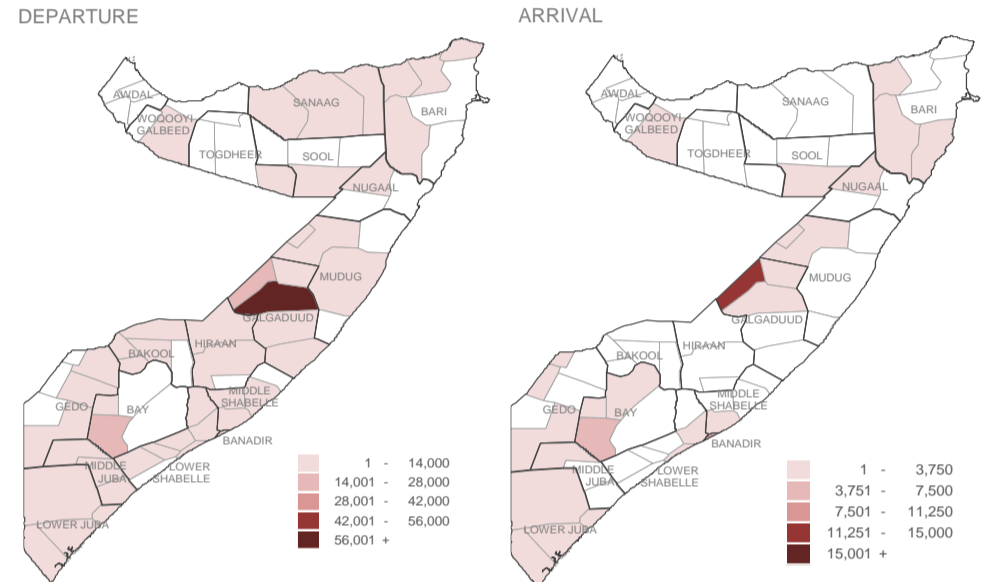 DEPARTURE
AWDAL
WOQOOYI
GALBEED
TOGDHEER
SANAAG
SOOL
BARI
NUGAAL
MUDUG
GALGADUUD
HIRAAN
BAKOOL
MIDDLE
SHABELLE
GEDO
BAY
BANADIR
MIDDLE
JUBA
LOWER
SHABELLE
LOWER JUBA
1 - 14,000
14,001 - 28,000
28,001 - 42,000
42,001 - 56,000
56,001 +
ARRIVAL
AWDAL
WOQOOYI
GALBEED
TOGDHEER
SANAAG
SOOL
BARI
NUGAAL
MUDUG
GALGADUUD
HIRAAN
BAKOOL
MIDDLE
SHABELLE
GEDO
BAY
BANADIR
MIDDLE
JUBA
LOWER
SHABELLE
LOWER JUBA
1 - 3,750
3,751 - 7,500
7,501 - 11,250
11,251 - 15,000
15,001 +